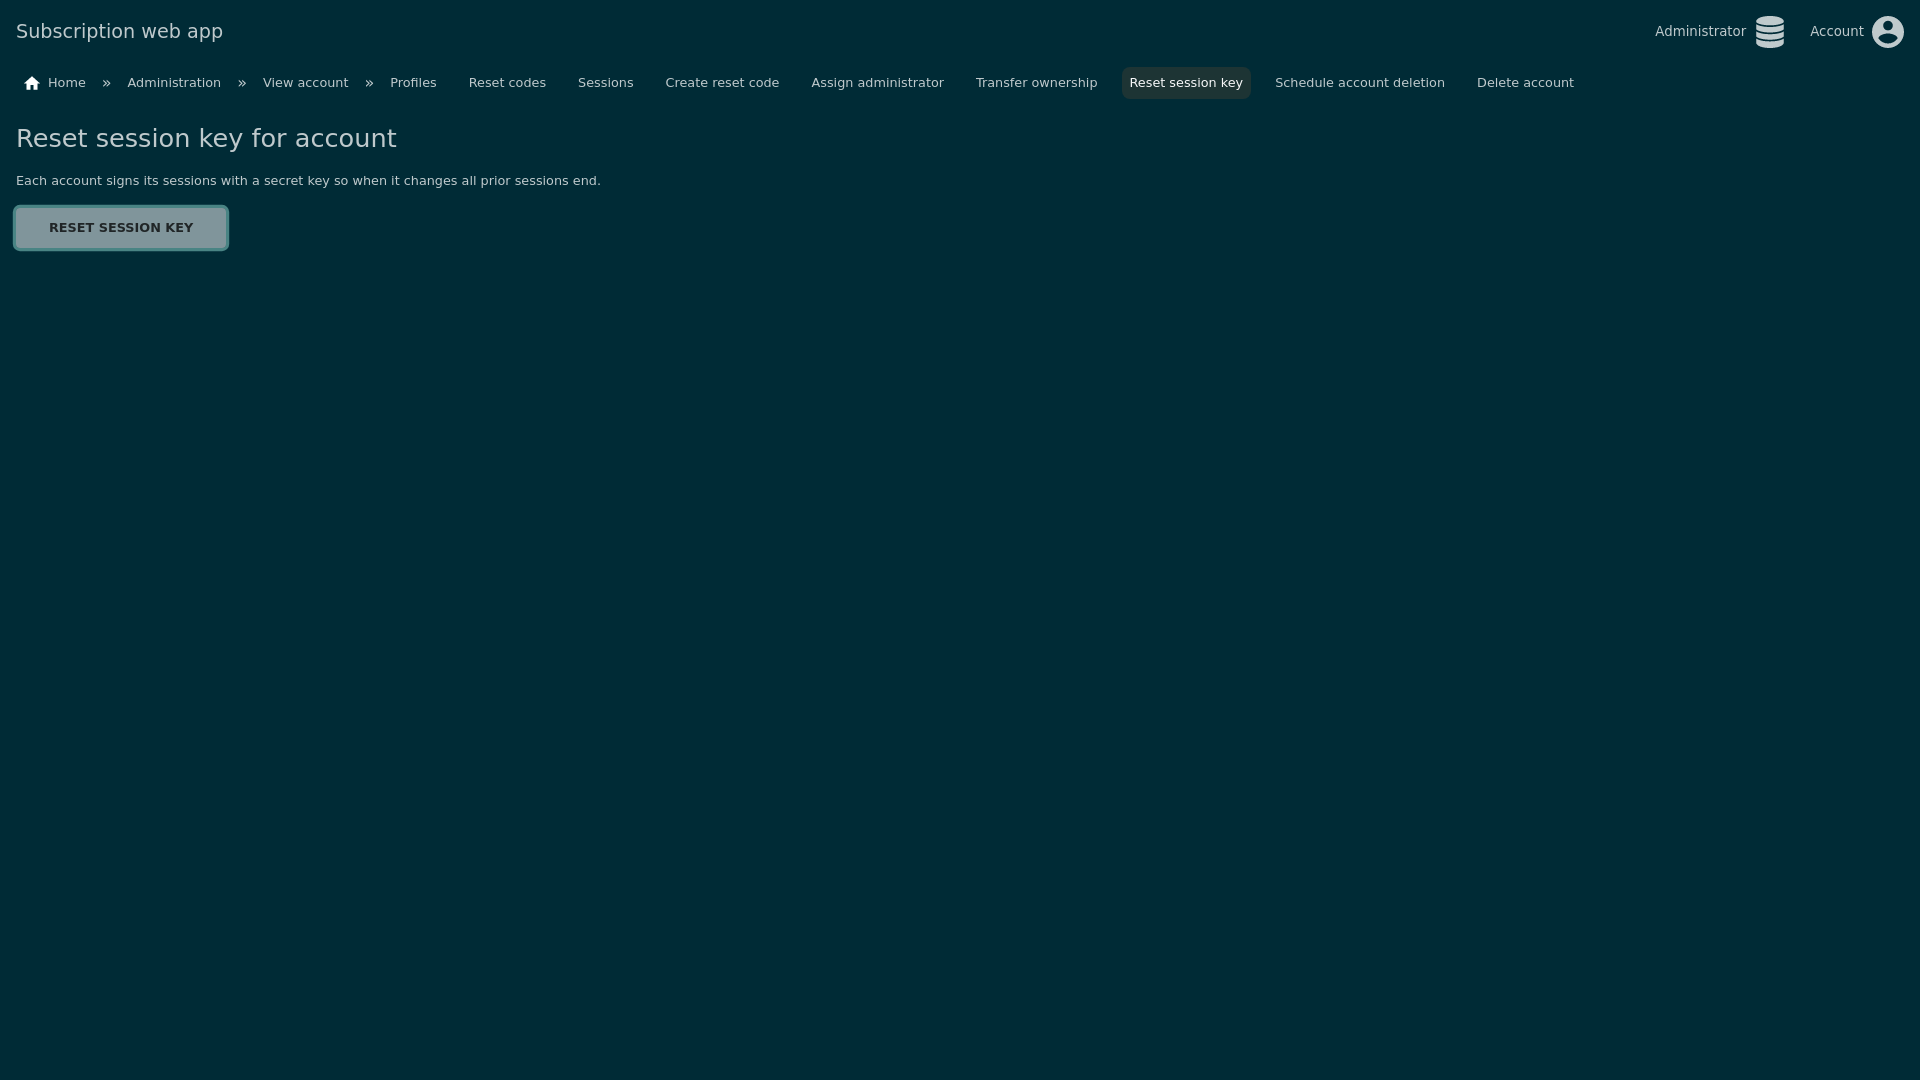 Subscription web app
Administrator
Account
Home » Administration » View account » Profiles Reset codes Sessions Create reset code Assign administrator Transfer ownership Reset session key Schedule account deletion Delete account
Reset session key for account
Each account signs its sessions with a secret key so when it changes all prior sessions end.
RESET SESSION KEY